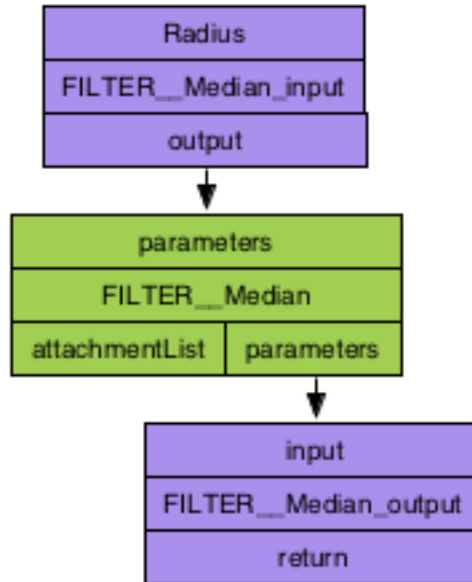 Radius
FILTER__Median_input
output
parameters
FILTER__Median
attachmentList parameters
input
FILTER__Median_output
return